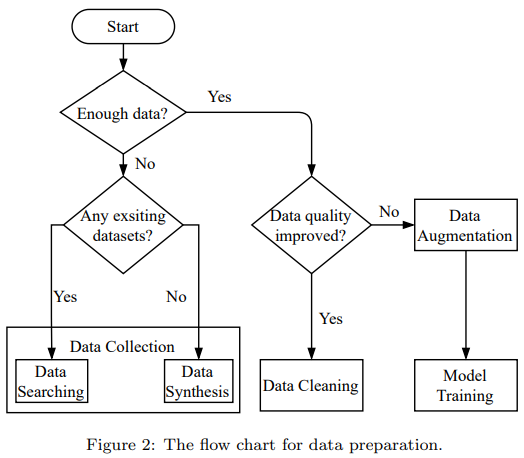 Start
Enough data?
Yes
No
Any exsiting
datasets?
Data quality
improved?
No
Data
Augmentation
Yes
No
Yes
Data Collection
Data
Searching
Data
Synthesis
Data Cleaning
Model
Training
Figure 2: The flow chart for data preparation.